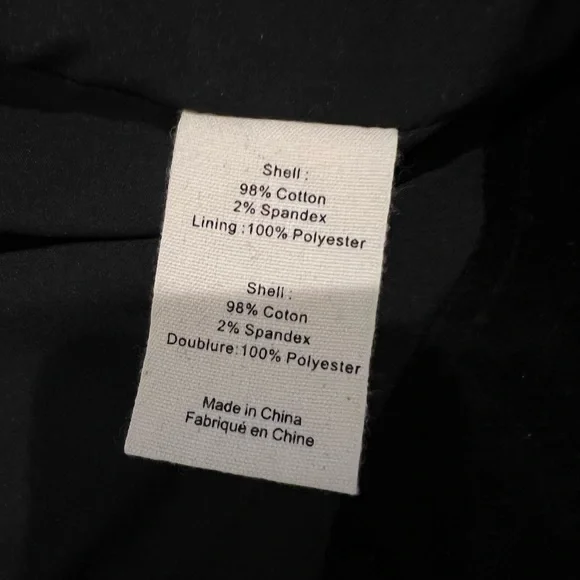 Shell :
98% Cotton
2% Spandex
Lining :100% Polyester
Shell :
98% Coton
2% Spandex
Doublure:100% Polyester
Made in China
Fabriqué en Chine